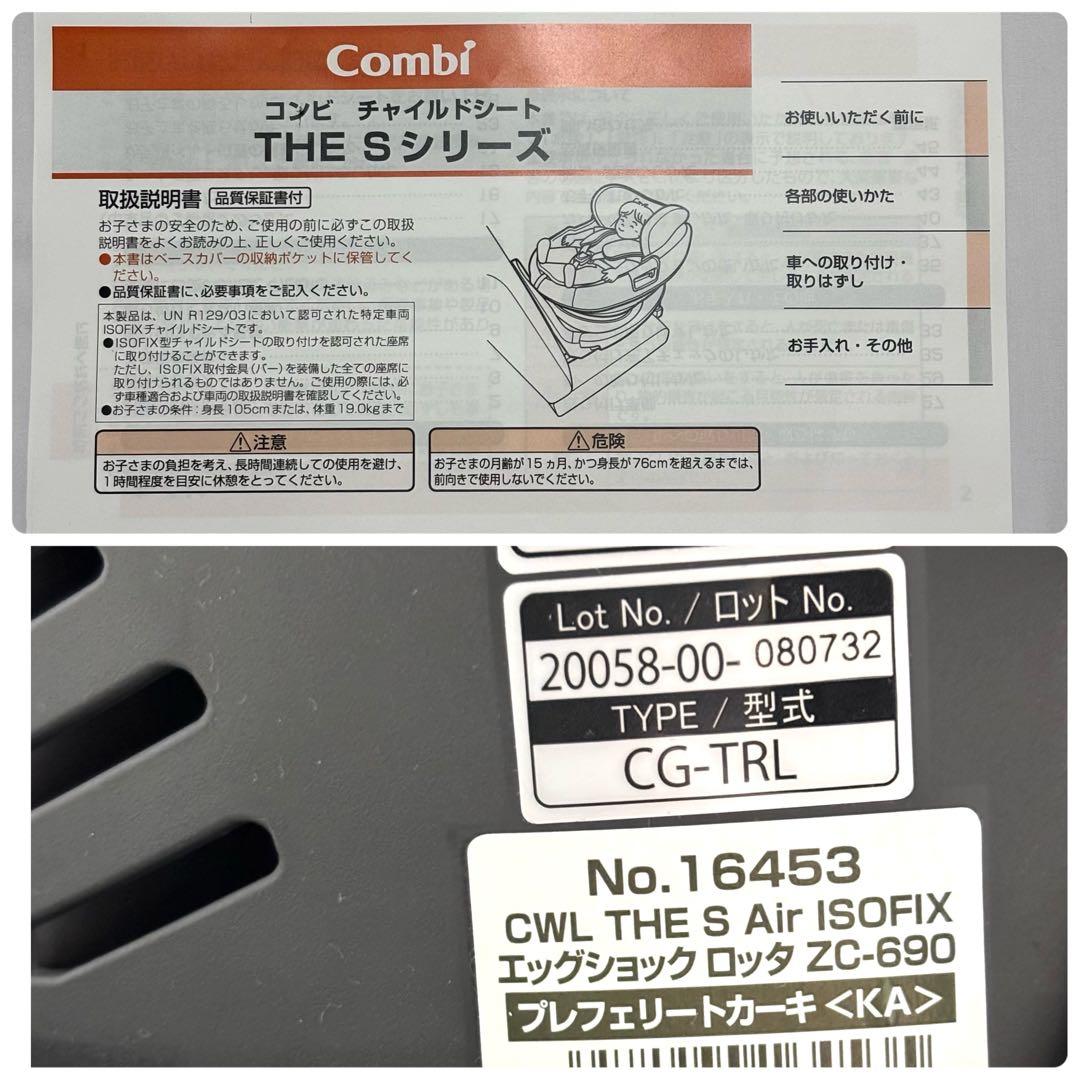 Combi
コンビ チャイルドシート
THE Sシリーズ
取扱説明書 品質保証書付
お子さまの安全のため、ご使用の前に必ずこの取扱
説明書をよくお読みの上、正しくご使用ください。
●本書はベースカバーの収納ポケットに保管してく
ださい。
●品質保証書に、必要事項をご記入ください。
本製品は、UN R129/03において認可された特定車両
ISOFIXチャイルドシートです。
●ISOFIX型チャイルドシートの取り付けを認可された座席
に取り付けることができます。
ただし、ISOFIX取付金具(バー)を装備した全ての座席
に取り付けられるものではありません。ご使用の際には、必
ず車種適合および車両の取扱説明書を確認してください。
●お子さまの条件:身長105cmまたは、体重19.0kgまで
⚠注意
お子さまの負担を考え、長時間連続しての使用を避け、
1時間程度を目安に休憩をとってください。
⚠危険
お子さまの月齢が15ヵ月、かつ身長が76cmを超えるまでは、
前向きで使用しないでください。
お使いいただく前に
各部の使いかた
車への取り付け・
取りはずし
お手入れ・その他
2
Lot No. / ロット No.
20058-00- 080732
TYPE / 型式
CG-TRL
No.16453
CWL THE S Air ISOFIX
エッグショック ロッタ ZC-690
プレフェリートカーキ<KA>